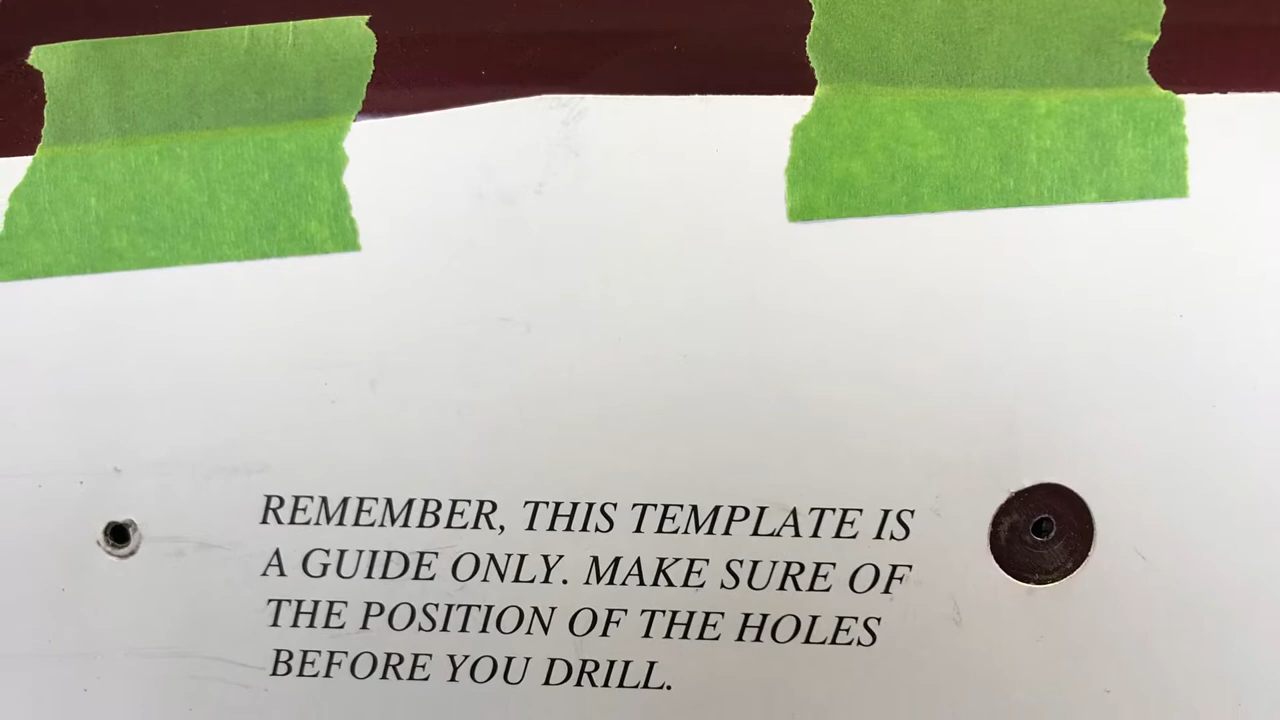 REMEMBER, THIS TEMPLATE IS
A GUIDE ONLY. MAKE SURE OF
THE POSITION OF THE HOLES
BEFORE YOU DRILL.